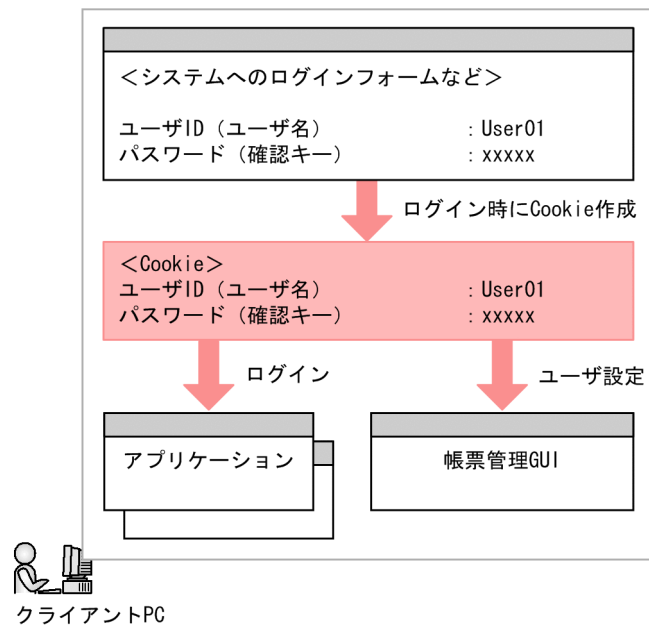 ＜システムへのログインフォームなど＞
ユーザID（ユーザ名）　：User01
パスワード（確認キー）　：xxxxx
ログイン時にCookie作成
＜Cookie＞
ユーザID（ユーザ名）　：User01
パスワード（確認キー）　：xxxxx
ログイン
ユーザ設定
アプリケーション
帳票管理GUI
クライアントPC